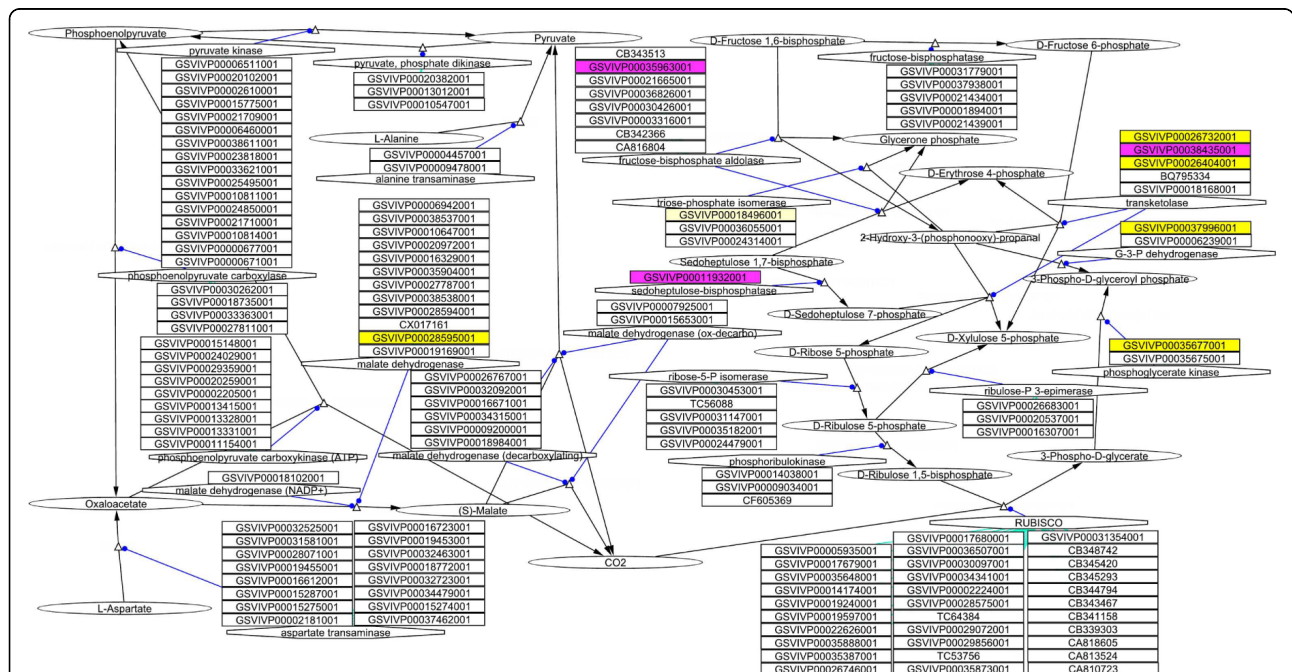 Phosphoenolpyruvate
Pyruvate
D-Fructose 1,6-bisphosphate
D-Fructose 6-phosphate
pyruvate kinase
GSVIVP00006511001
GSVIVP00020102001
GSVIVP00002610001
GSVIVP00015775001
GSVIVP00021709001
GSVIVP00006460001
GSVIVP00038611001
GSVIVP00023818001
GSVIVP00033621001
GSVIVP00025495001
GSVIVP00010811001
GSVIVP00024850001
GSVIVP00021710001
GSVIVP00010814001
GSVIVP00000677001
GSVIVP00000671001
phosphoenolpyruvate carboxylase
GSVIVP00030262001
GSVIVP00018735001
GSVIVP00033363001
GSVIVP00027811001
GSVIVP00015148001
GSVIVP00024029001
GSVIVP00029359001
GSVIVP00020259001
GSVIVP00002205001
GSVIVP00013415001
GSVIVP00013328001
GSVIVP00013331001
GSVIVP00011154001
phosphoenolpyruvate carboxykinase (ATP)
GSVIVP00018102001
malate dehydrogenase (NADP+)
Oxaloacetate
(S)-Malate
L-Aspartate
GSVIVP00032525001
GSVIVP00031581001
GSVIVP00028071001
GSVIVP00019455001
GSVIVP00016612001
GSVIVP00015287001
GSVIVP00015275001
GSVIVP00002181001
GSVIVP00016723001
GSVIVP00019453001
GSVIVP00032463001
GSVIVP00018772001
GSVIVP00032723001
GSVIVP00034479001
GSVIVP00015274001
GSVIVP00037462001
aspartate transaminase
pyruvate, phosphate dikinase
GSVIVP00020382001
GSVIVP00013012001
GSVIVP00010547001
L-Alanine
GSVIVP00004457001
GSVIVP00009478001
alanine transaminase
GSVIVP00006942001
GSVIVP00038537001
GSVIVP00010647001
GSVIVP00020972001
GSVIVP00016329001
GSVIVP00035904001
GSVIVP00027787001
GSVIVP00038538001
GSVIVP00028594001
CX017161
GSVIVP00028595001
GSVIVP00019169001
malate dehydrogenase
GSVIVP00026767001
GSVIVP00032092001
GSVIVP00016671001
GSVIVP00034315001
GSVIVP00009200001
GSVIVP00018984001
malate dehydrogenase (decarboxylating)
CO2
CB343513
GSVIVP00035963001
GSVIVP00021665001
GSVIVP00036826001
GSVIVP00030426001
GSVIVP00003316001
CB342366
CA816804
fructose-bisphosphate aldolase
triose-phosphate isomerase
GSVIVP00018496001
GSVIVP00036055001
GSVIVP00024314001
Sedoheptulose 1,7-bisphosphate
GSVIVP00011932001
sedoheptulose-bisphosphatase
GSVIVP00007925001
GSVIVP00015653001
malate dehydrogenase (ox-decarbo)
fructose-bisphosphatase
GSVIVP00031779001
GSVIVP00037938001
GSVIVP00021434001
GSVIVP00001894001
GSVIVP00021439001
Glycerone phosphate
D-Erythrose 4-phosphate
2-Hydroxy-3-(phosphonooxy)-propanal
GSVIVP00026732001
GSVIVP00038435001
GSVIVP00026404001
BQ795334
GSVIVP00018168001
transketolase
GSVIVP00037996001
GSVIVP00006239001
G-3-P dehydrogenase
3-Phospho-D-glyceroyl phosphate
D-Sedoheptulose 7-phosphate
D-Xylulose 5-phosphate
D-Ribose 5-phosphate
GSVIVP00035677001
GSVIVP00035675001
phosphoglycerate kinase
ribose-5-P isomerase
GSVIVP00030453001
TC56088
GSVIVP00031147001
GSVIVP00035182001
GSVIVP00024479001
ribulose-P 3-epimerase
GSVIVP00026683001
GSVIVP00020537001
GSVIVP00016307001
D-Ribulose 5-phosphate
phosphoribulokinase
GSVIVP00014038001
GSVIVP00009034001
CF605369
D-Ribulose 1,5-bisphosphate
3-Phospho-D-glycerate
RUBISCO
GSVIVP00005935001
GSVIVP00017679001
GSVIVP00035648001
GSVIVP00014174001
GSVIVP00019240001
GSVIVP00019597001
GSVIVP00022626001
GSVIVP00035888001
GSVIVP00035387001
GSVIVP00026746001
GSVIVP00017680001
GSVIVP00036507001
GSVIVP00030097001
GSVIVP00034341001
GSVIVP00002224001
GSVIVP00028575001
TC64384
GSVIVP00029072001
GSVIVP00029856001
TC53756
GSVIVP00035873001
GSVIVP00031354001
CB348742
CB345420
CB345293
CB344794
CB343467
CB341158
CB339303
CA818605
CA813524
CA810723